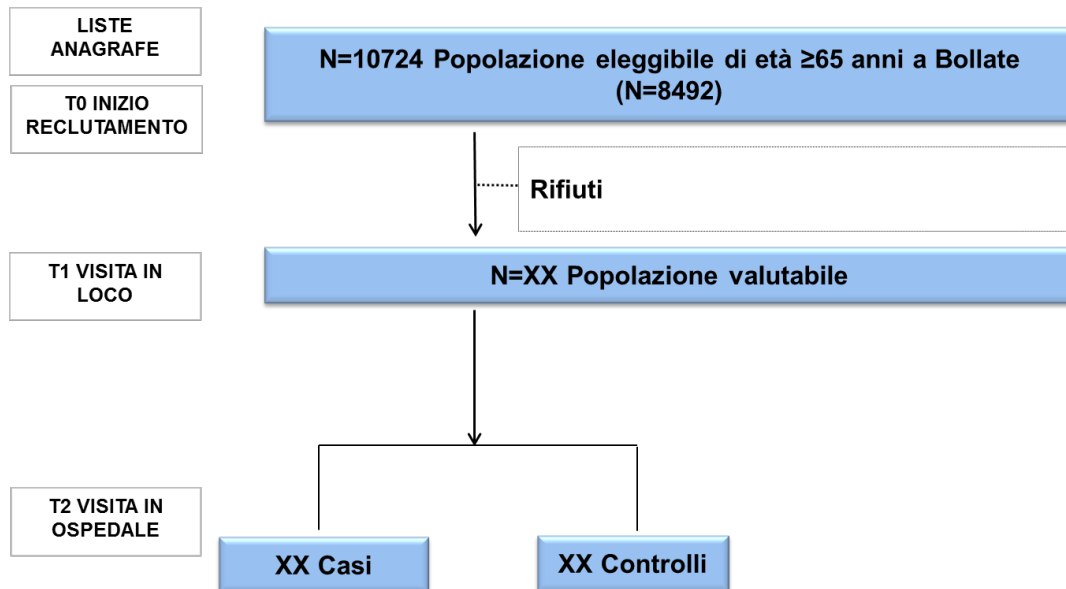 LISTE
ANAGRAFE
N=10724 Popolazione eleggibile di età ≥65 anni a Bollate
(N=8492)
T0 INIZIO
RECLUTAMENTO
Rifiuti
T1 VISITA IN
LOCO
N=XX Popolazione valutabile
T2 VISITA IN
OSPEDALE
XX Casi
XX Controlli